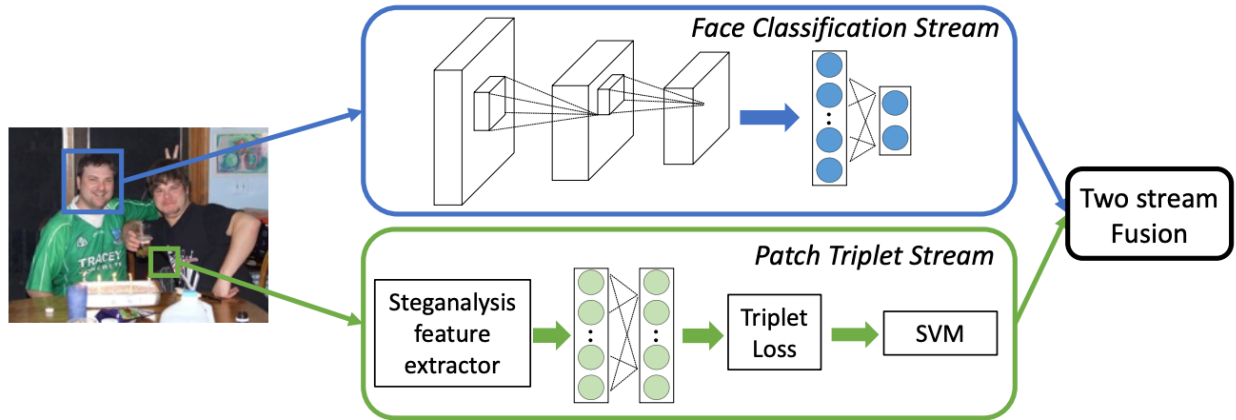 Face Classification Stream
Two stream
Fusion
TRACEY
Patch Triplet Stream
Steganalysis
feature
extractor
Triplet
Loss
SVM